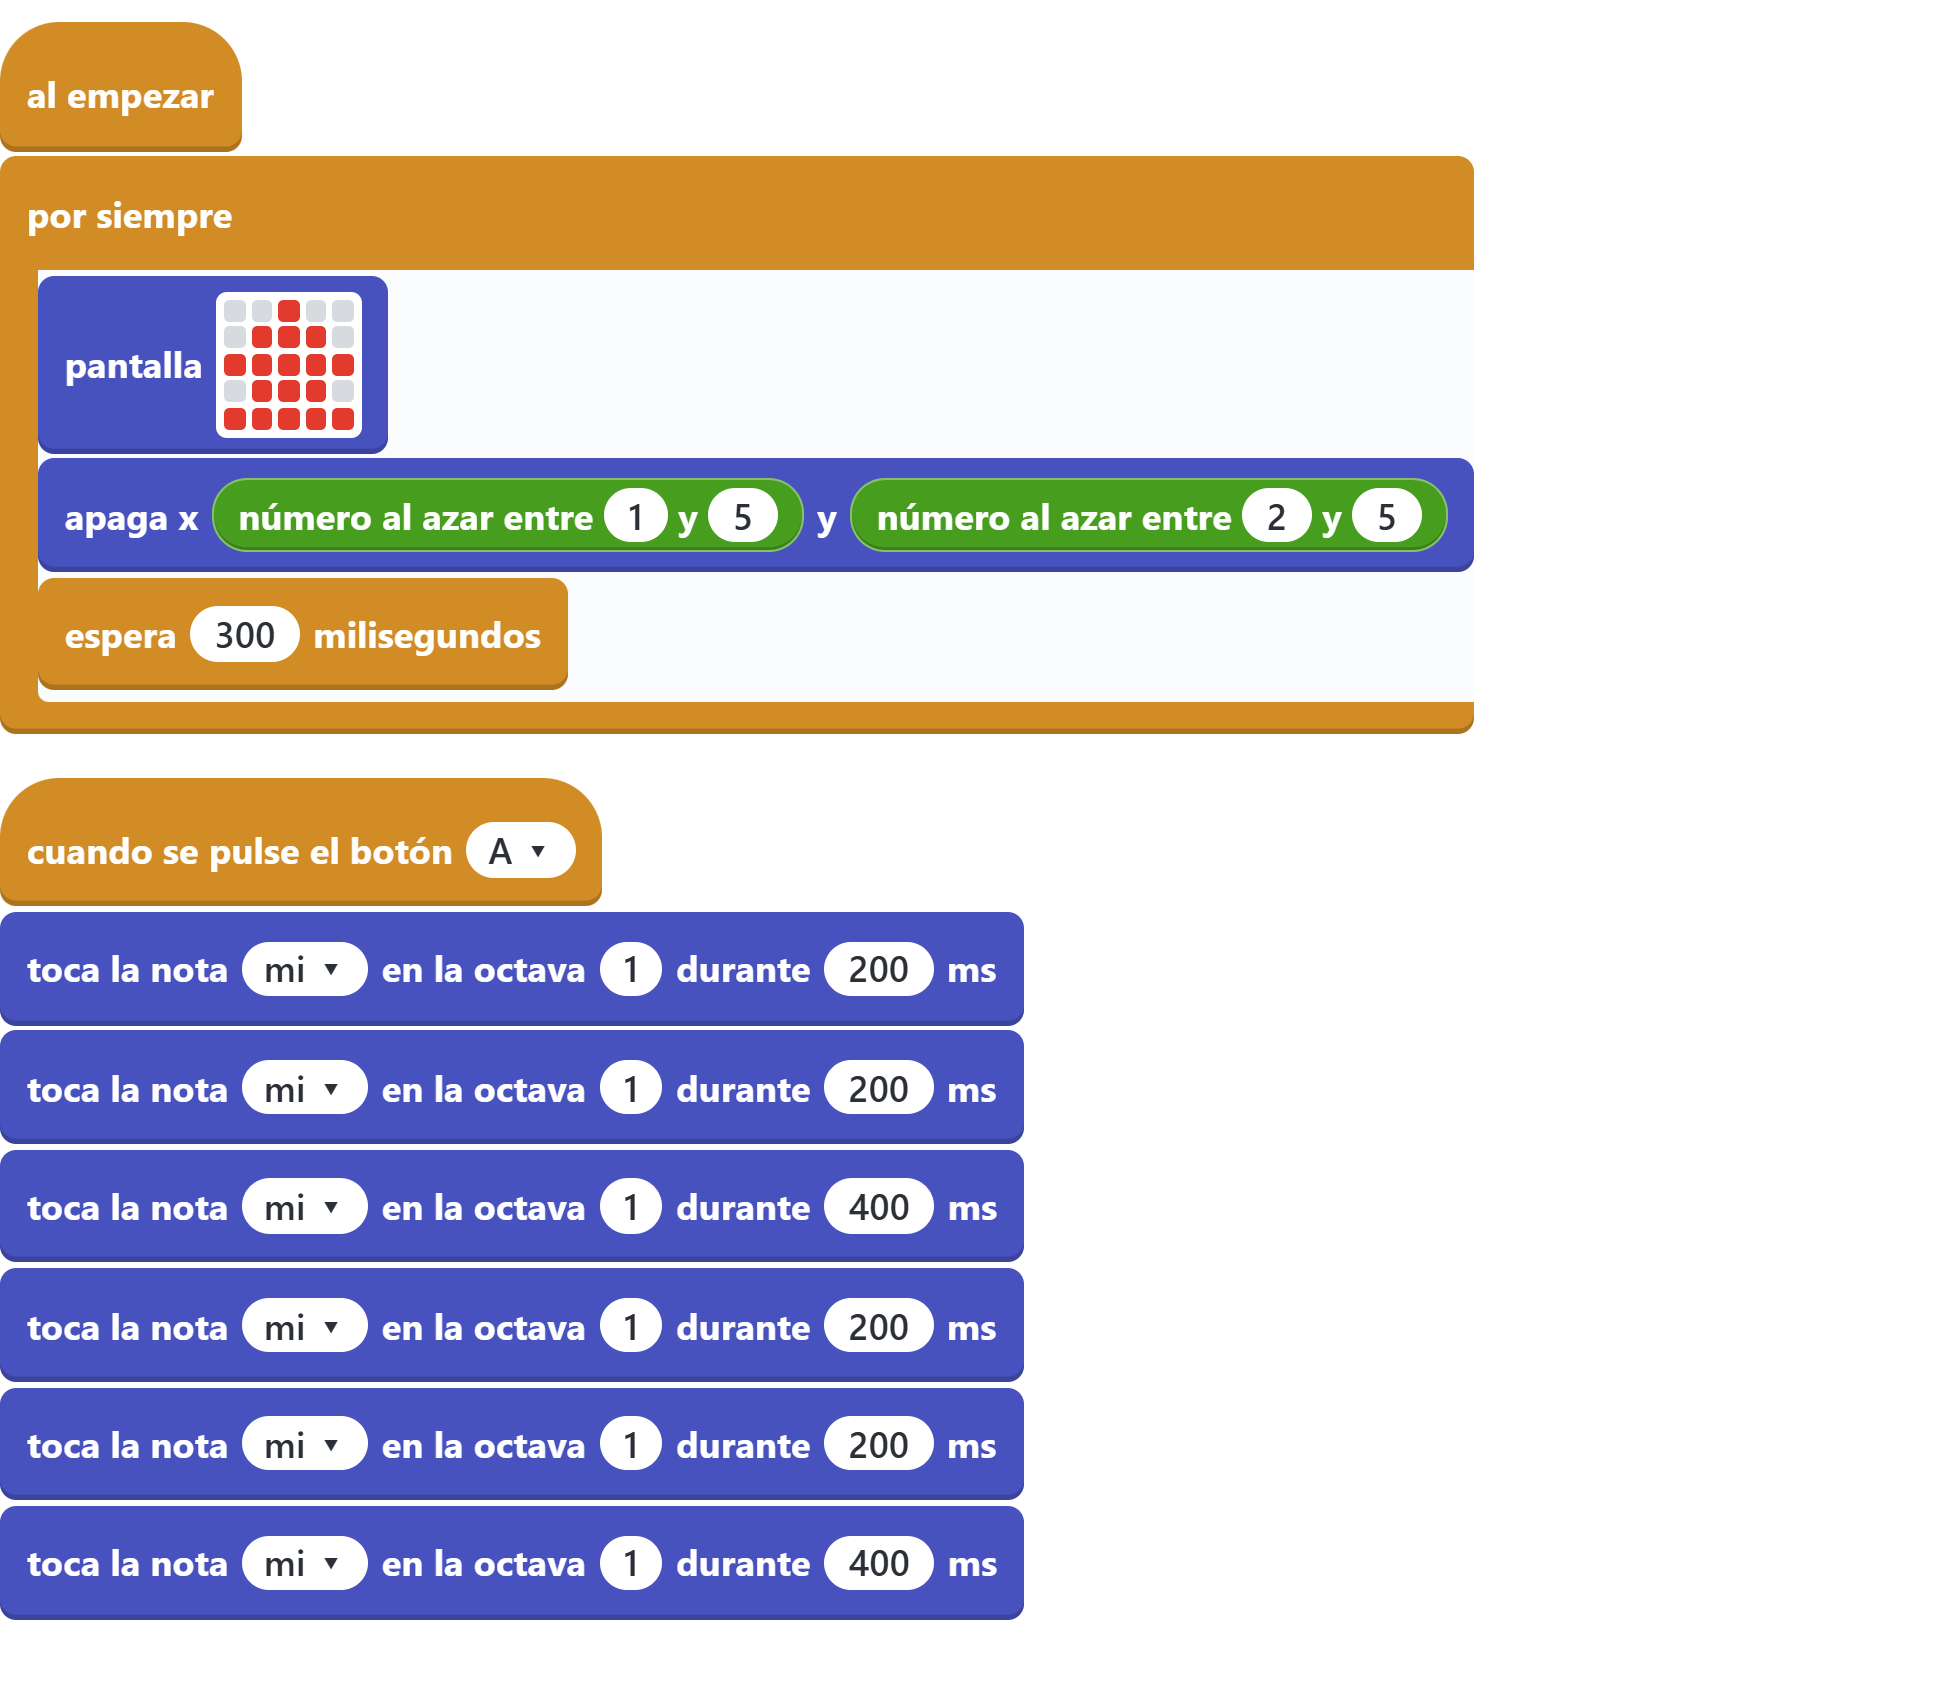 al empezar
por siempre
pantalla
apaga x número al azar entre 1 y 5 y número al azar entre 2 y 5
espera 300 milisegundos
cuando se pulse el botón A
toca la nota mi en la octava 1 durante 200 ms
toca la nota mi en la octava 1 durante 200 ms
toca la nota mi en la octava 1 durante 400 ms
toca la nota mi en la octava 1 durante 200 ms
toca la nota mi en la octava 1 durante 200 ms
toca la nota mi en la octava 1 durante 400 ms